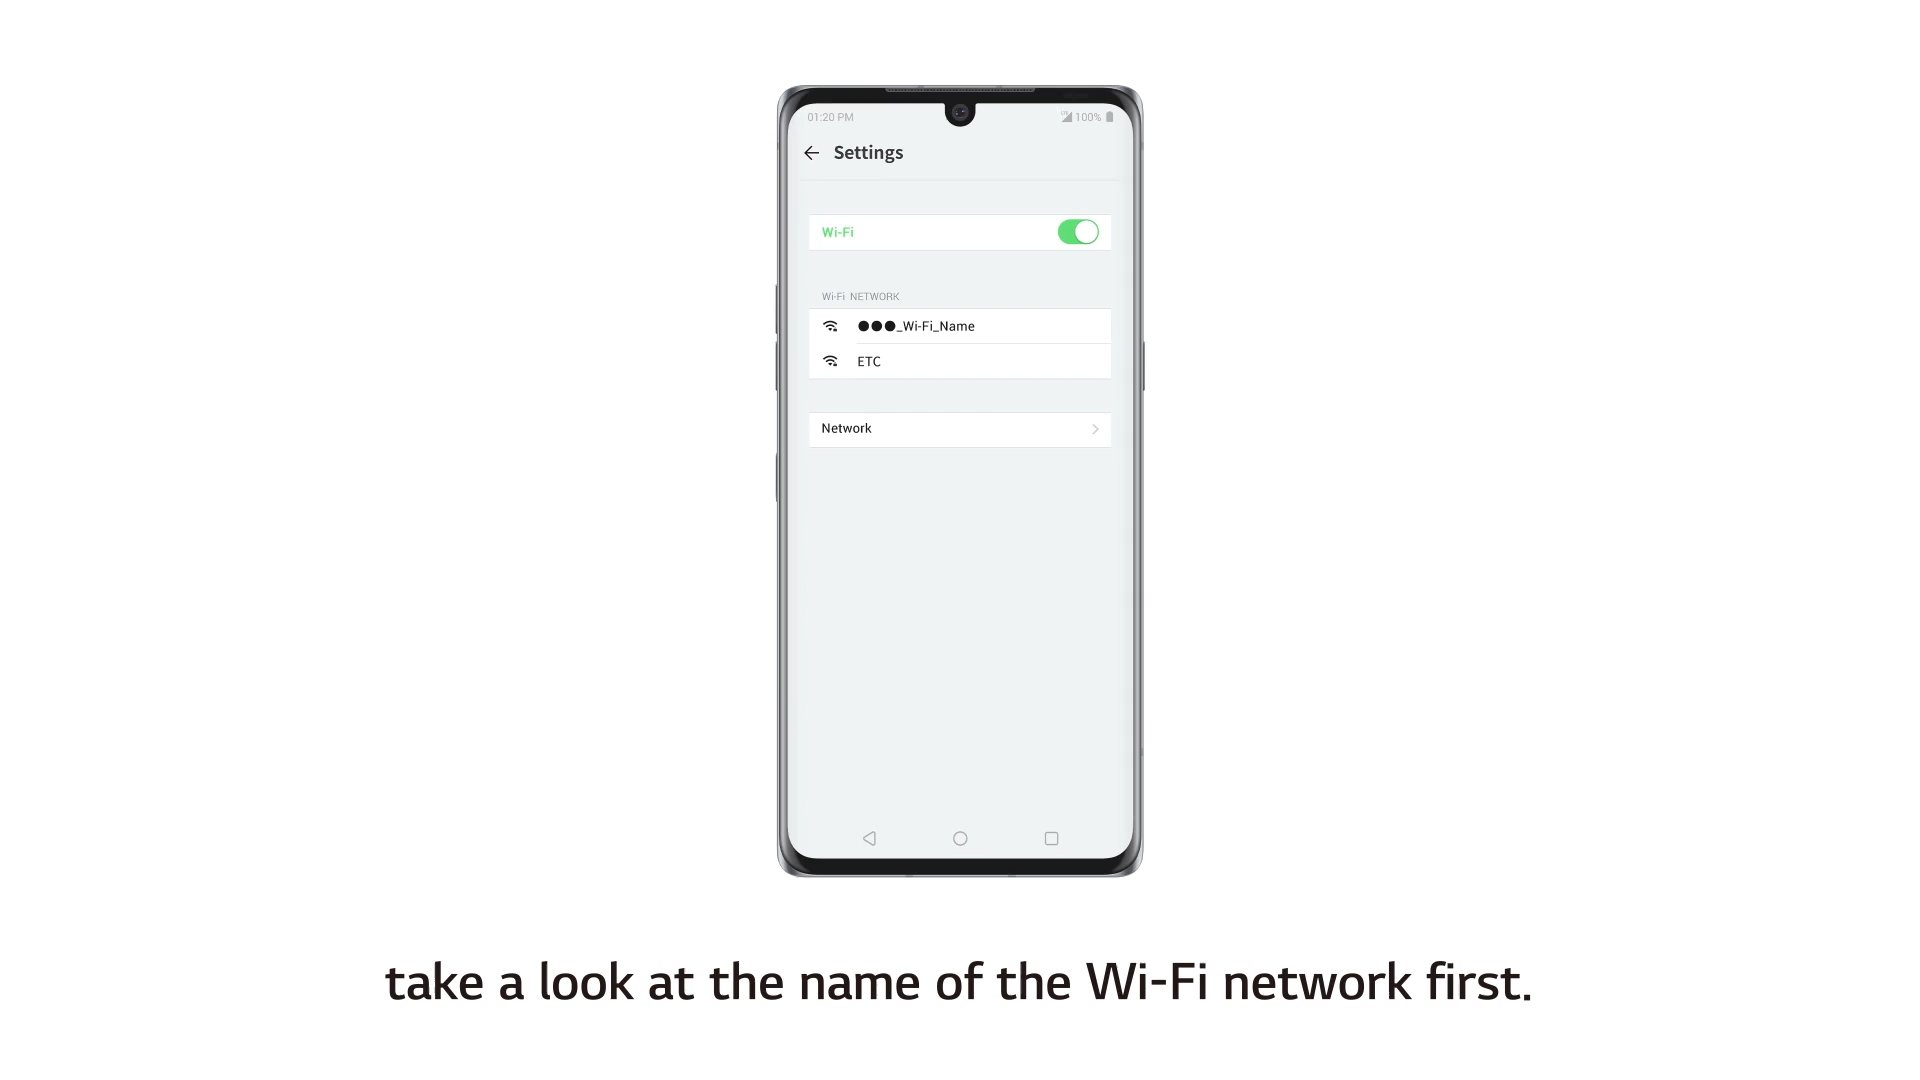 01:20 PM 100%
Settings
Wi-Fi
Wi-Fi NETWORK
●●●_Wi-Fi_Name
ETC
Network
take a look at the name of the Wi-Fi network first.